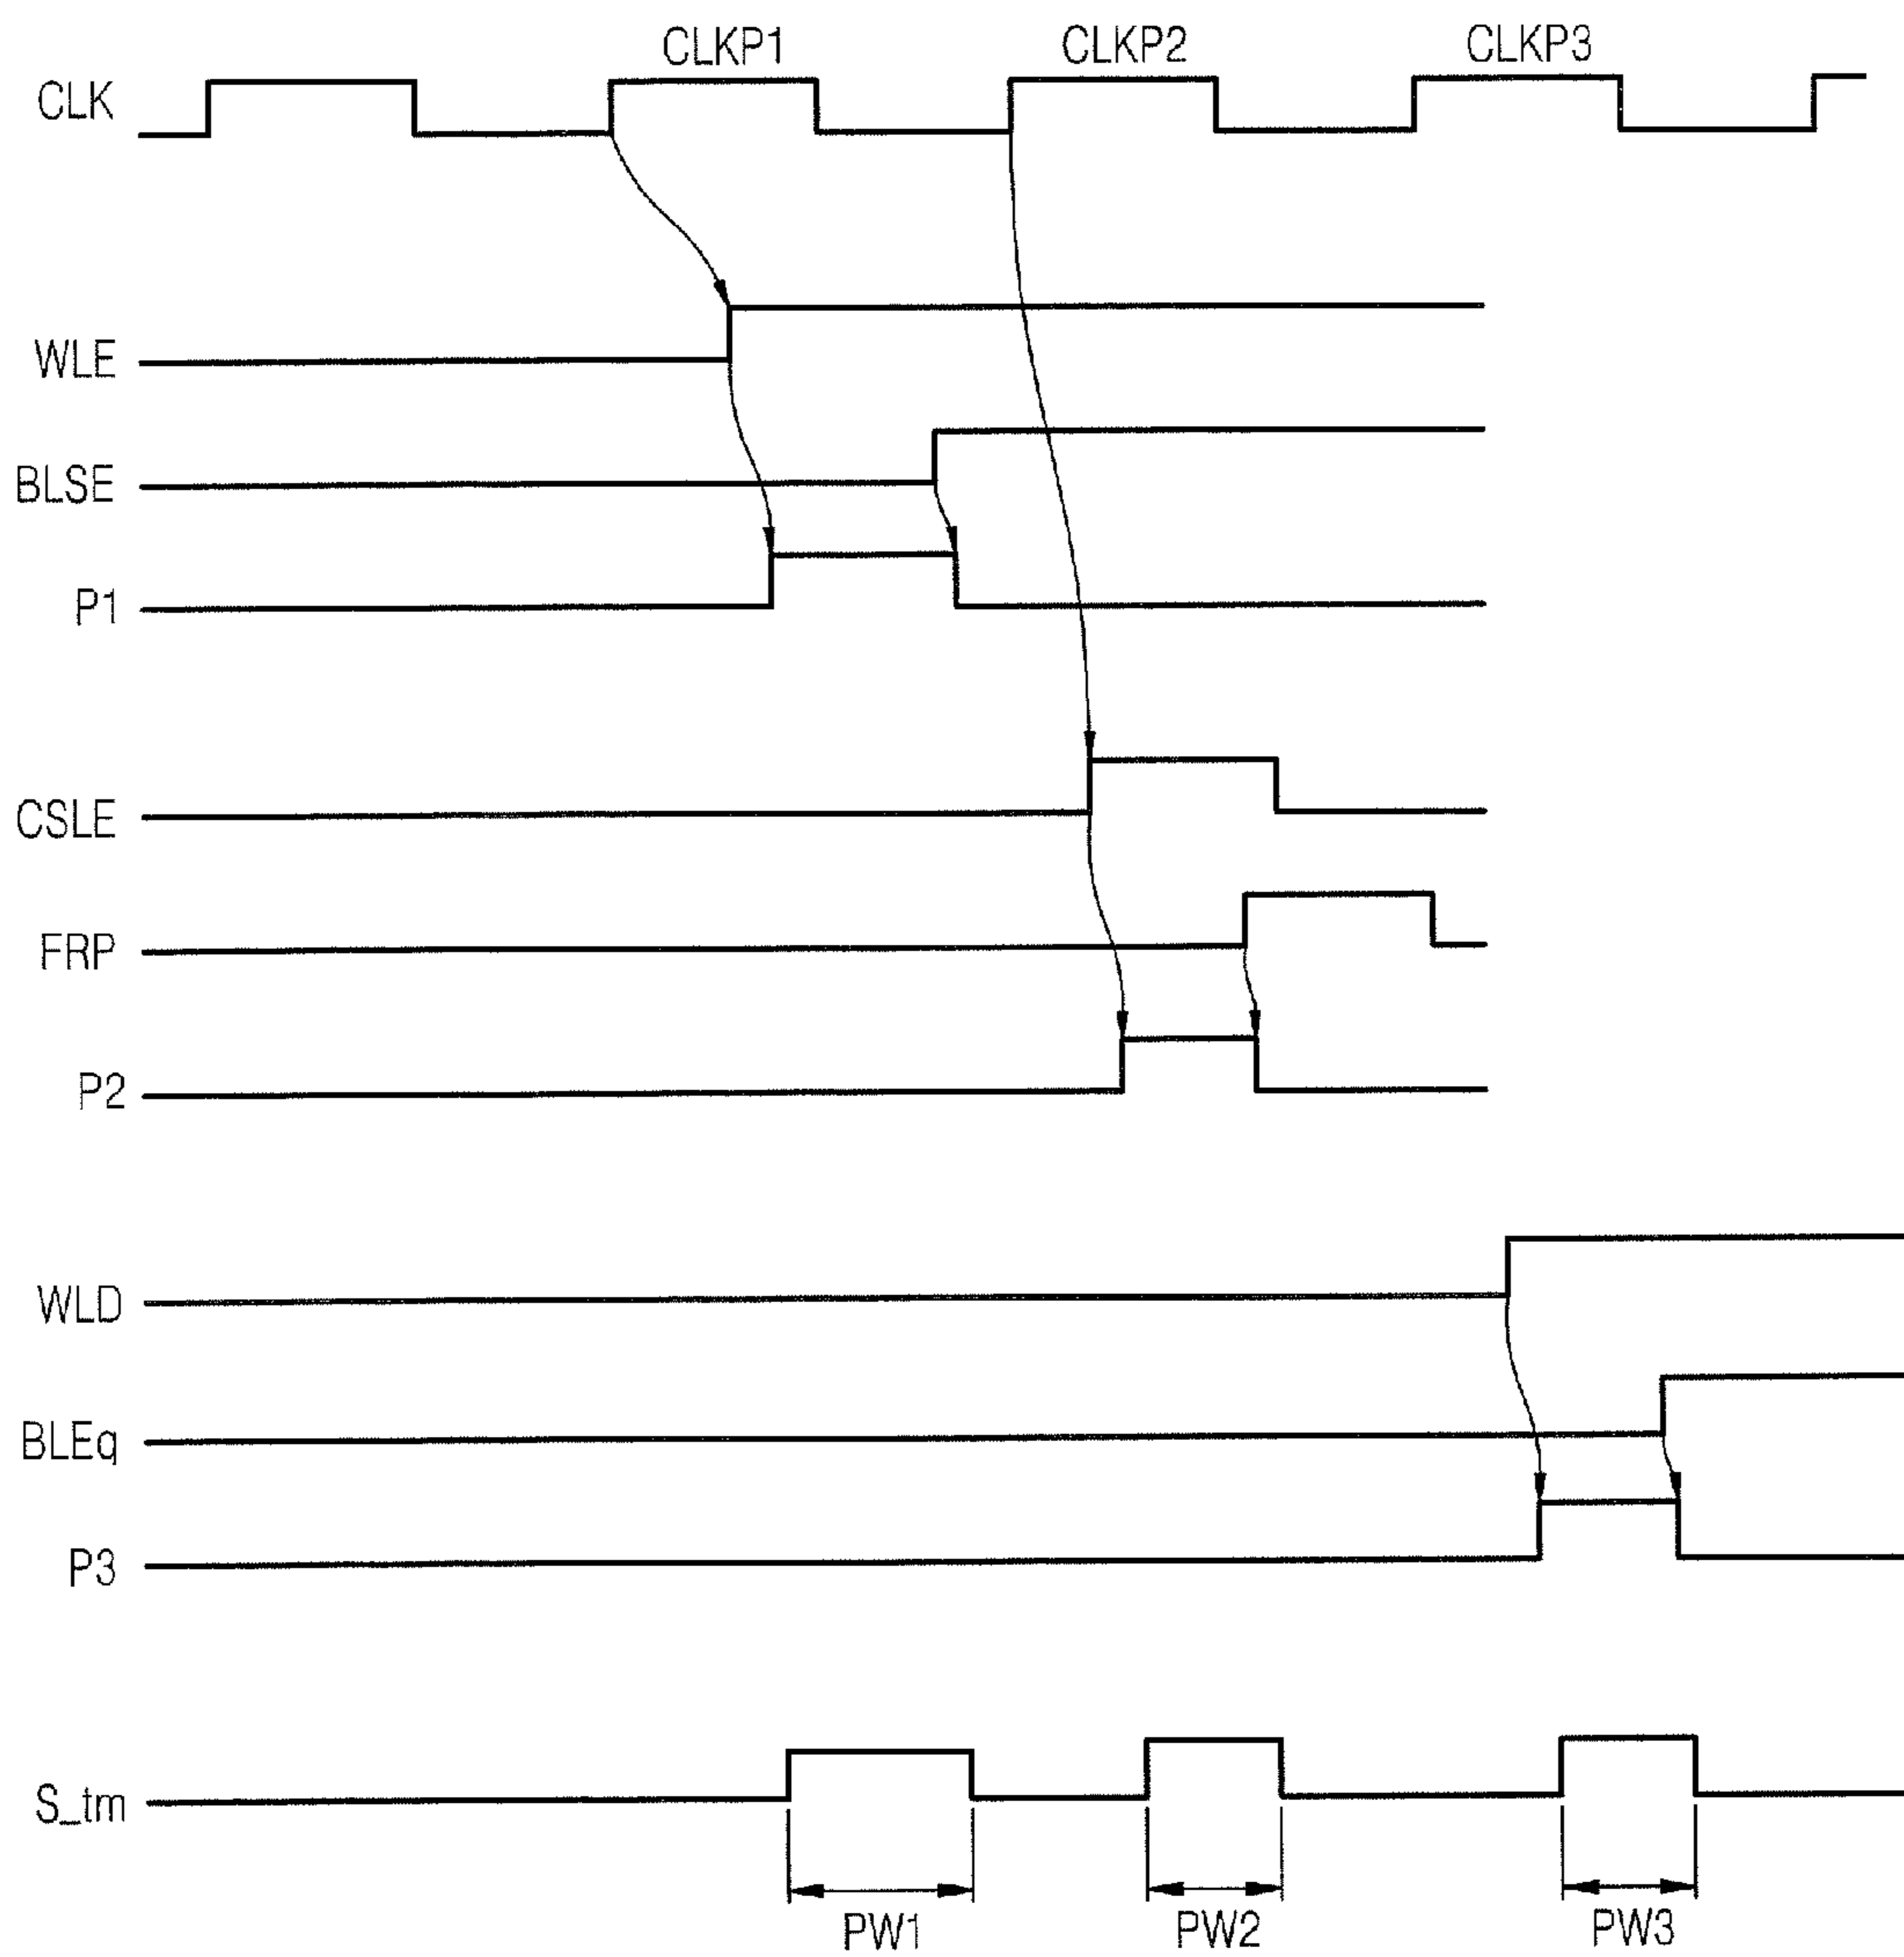 CLKP1 CLKP2 CLKP3
CLK
WLE
BLSE
P1
CSLE
FRP
P2
WLD
BLEq
P3
S_tm
PW1 PW2 PW3